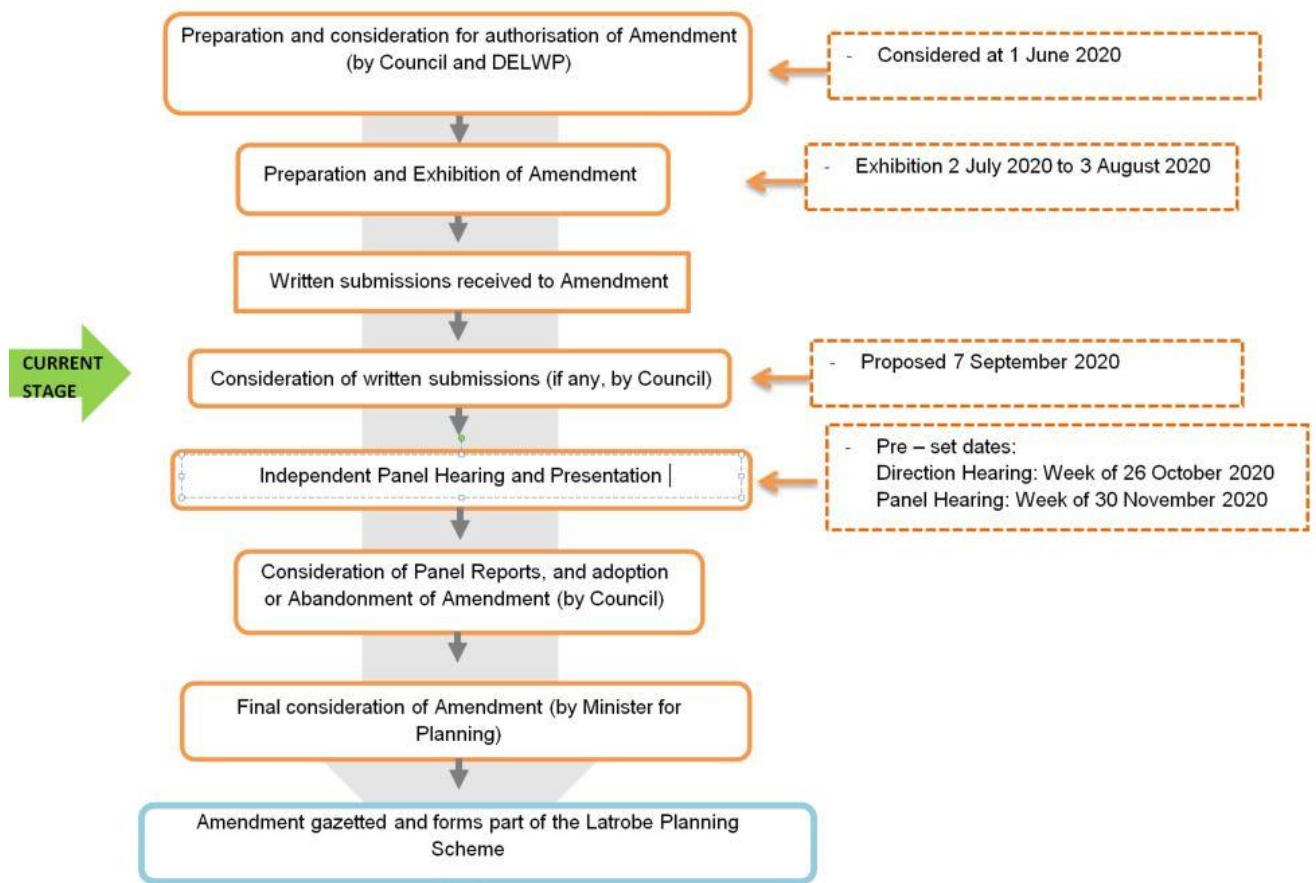 Preparation and consideration for authorisation of Amendment
(by Council and DELWP)
- Considered at 1 June 2020
Preparation and Exhibition of Amendment
- Exhibition 2 July 2020 to 3 August 2020
Written submissions received to Amendment
CURRENT
STAGE
Consideration of written submissions (if any, by Council)
- Proposed 7 September 2020
Independent Panel Hearing and Presentation
- Pre – set dates:
Direction Hearing: Week of 26 October 2020
Panel Hearing: Week of 30 November 2020
Consideration of Panel Reports, and adoption
or Abandonment of Amendment (by Council)
Final consideration of Amendment (by Minister for
Planning)
Amendment gazetted and forms part of the Latrobe Planning
Scheme